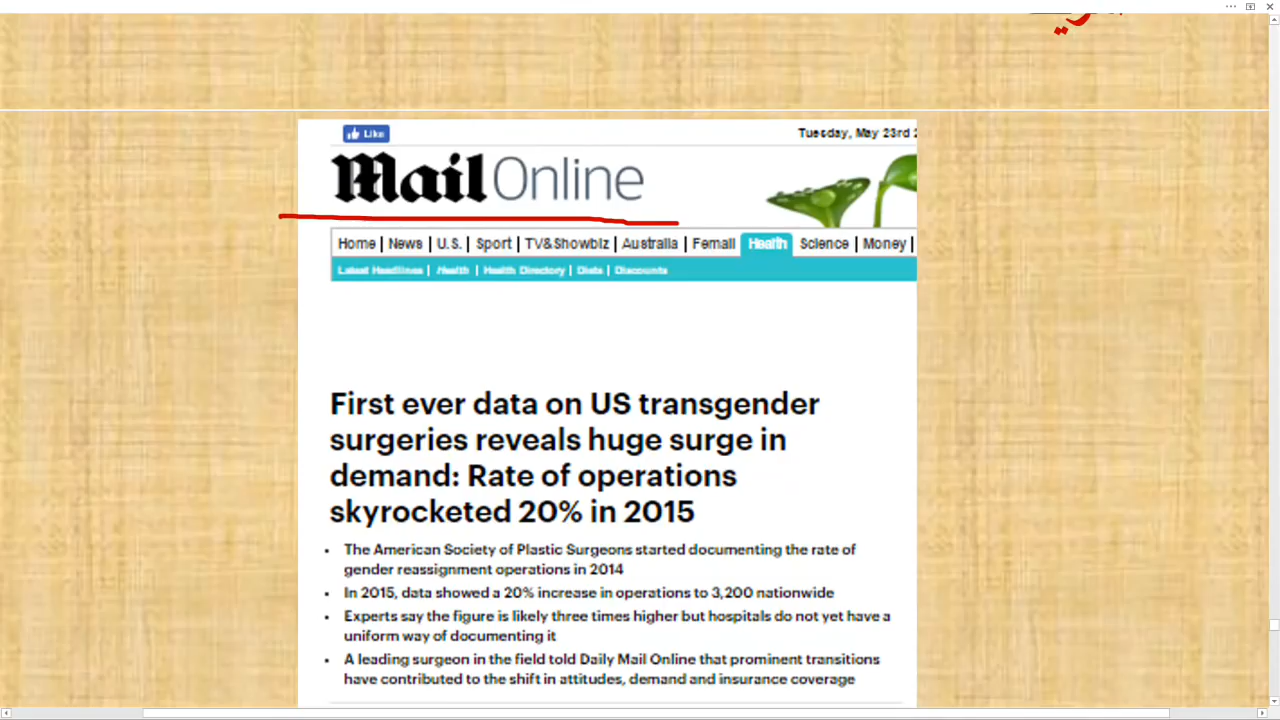 Like
Tuesday, May 23rd
Mail Online
Home | News | U.S. | Sport | TV&Showbiz | Australia | Femail | Health | Science | Money |
Latest Headlines | Health | Health Directory | Diets | Discounts
First ever data on US transgender
surgeries reveals huge surge in
demand: Rate of operations
skyrocketed 20% in 2015
• The American Society of Plastic Surgeons started documenting the rate of
gender reassignment operations in 2014
• In 2015, data showed a 20% increase in operations to 3,200 nationwide
• Experts say the figure is likely three times higher but hospitals do not yet have a
uniform way of documenting it
• A leading surgeon in the field told Daily Mail Online that prominent transitions
have contributed to the shift in attitudes, demand and insurance coverage